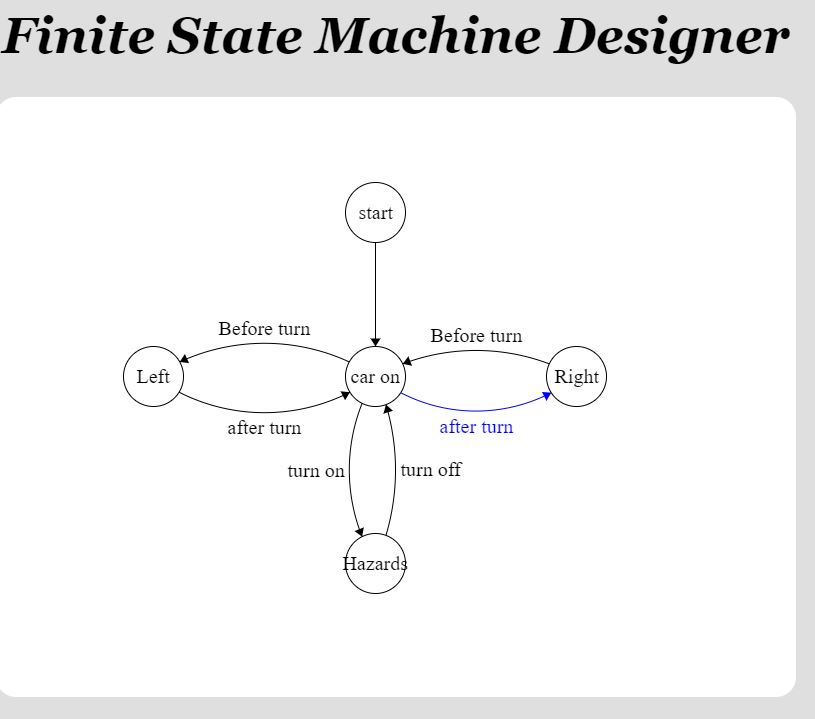 Finite State Machine Designer
start
Before turn
Before turn
Left
car on
Right
after turn
after turn
turn on
turn off
Hazards